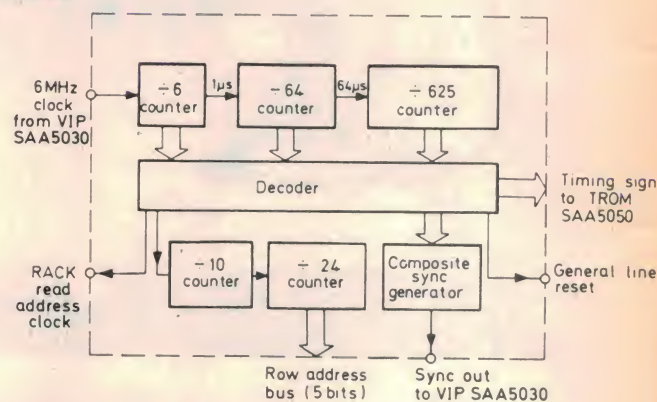 6MHz
clock
from VIP
SAA5030
÷6
counter
1µs
÷64
counter
64µs
÷ 625
counter
Decoder
Timing sign
to TROM
SAA5050
RACK
read
address
clock
÷10
counter
÷ 24
counter
Composite
sync
generator
General line
reset
Row address
bus (5 bits)
Sync out
to VIP SAA5030